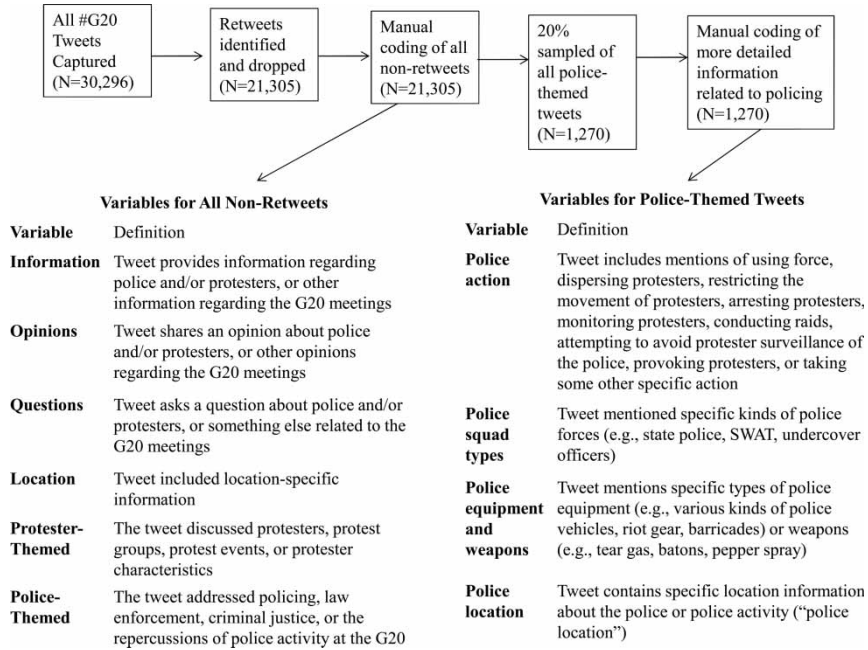 All #G20
Tweets
Captured
(N=30,296)
Retweets
identified
and dropped
(N=21,305)
Manual
coding of all
non-retweets
(N=21,305)
20%
sampled of
all police-
themed
tweets
(N=1,270)
Manual coding of
more detailed
information
related to policing
(N=1,270)
Variables for All Non-Retweets
Variable Definition
Information Tweet provides information regarding
police and/or protesters, or other
information regarding the G20 meetings
Opinions Tweet shares an opinion about police
and/or protesters, or other opinions
regarding the G20 meetings
Questions Tweet asks a question about police and/or
protesters, or something else related to the
G20 meetings
Location Tweet included location-specific
information
Protester- The tweet discussed protesters, protest
Themed groups, protest events, or protester
characteristics
Police- The tweet addressed policing, law
Themed enforcement, criminal justice, or the
repercussions of police activity at the G20
Variables for Police-Themed Tweets
Variable Definition
Police Tweet includes mentions of using force,
action dispersing protesters, restricting the
movement of protesters, arresting protesters,
monitoring protesters, conducting raids,
attempting to avoid protester surveillance of
the police, provoking protesters, or taking
some other specific action
Police Tweet mentioned specific kinds of police
squad forces (e.g., state police, SWAT, undercover
types officers)
Police Tweet mentions specific types of police
equipment equipment (e.g., various kinds of police
and vehicles, riot gear, barricades) or weapons
weapons (e.g., tear gas, batons, pepper spray)
Police Tweet contains specific location information
location about the police or police activity (“police
location”)